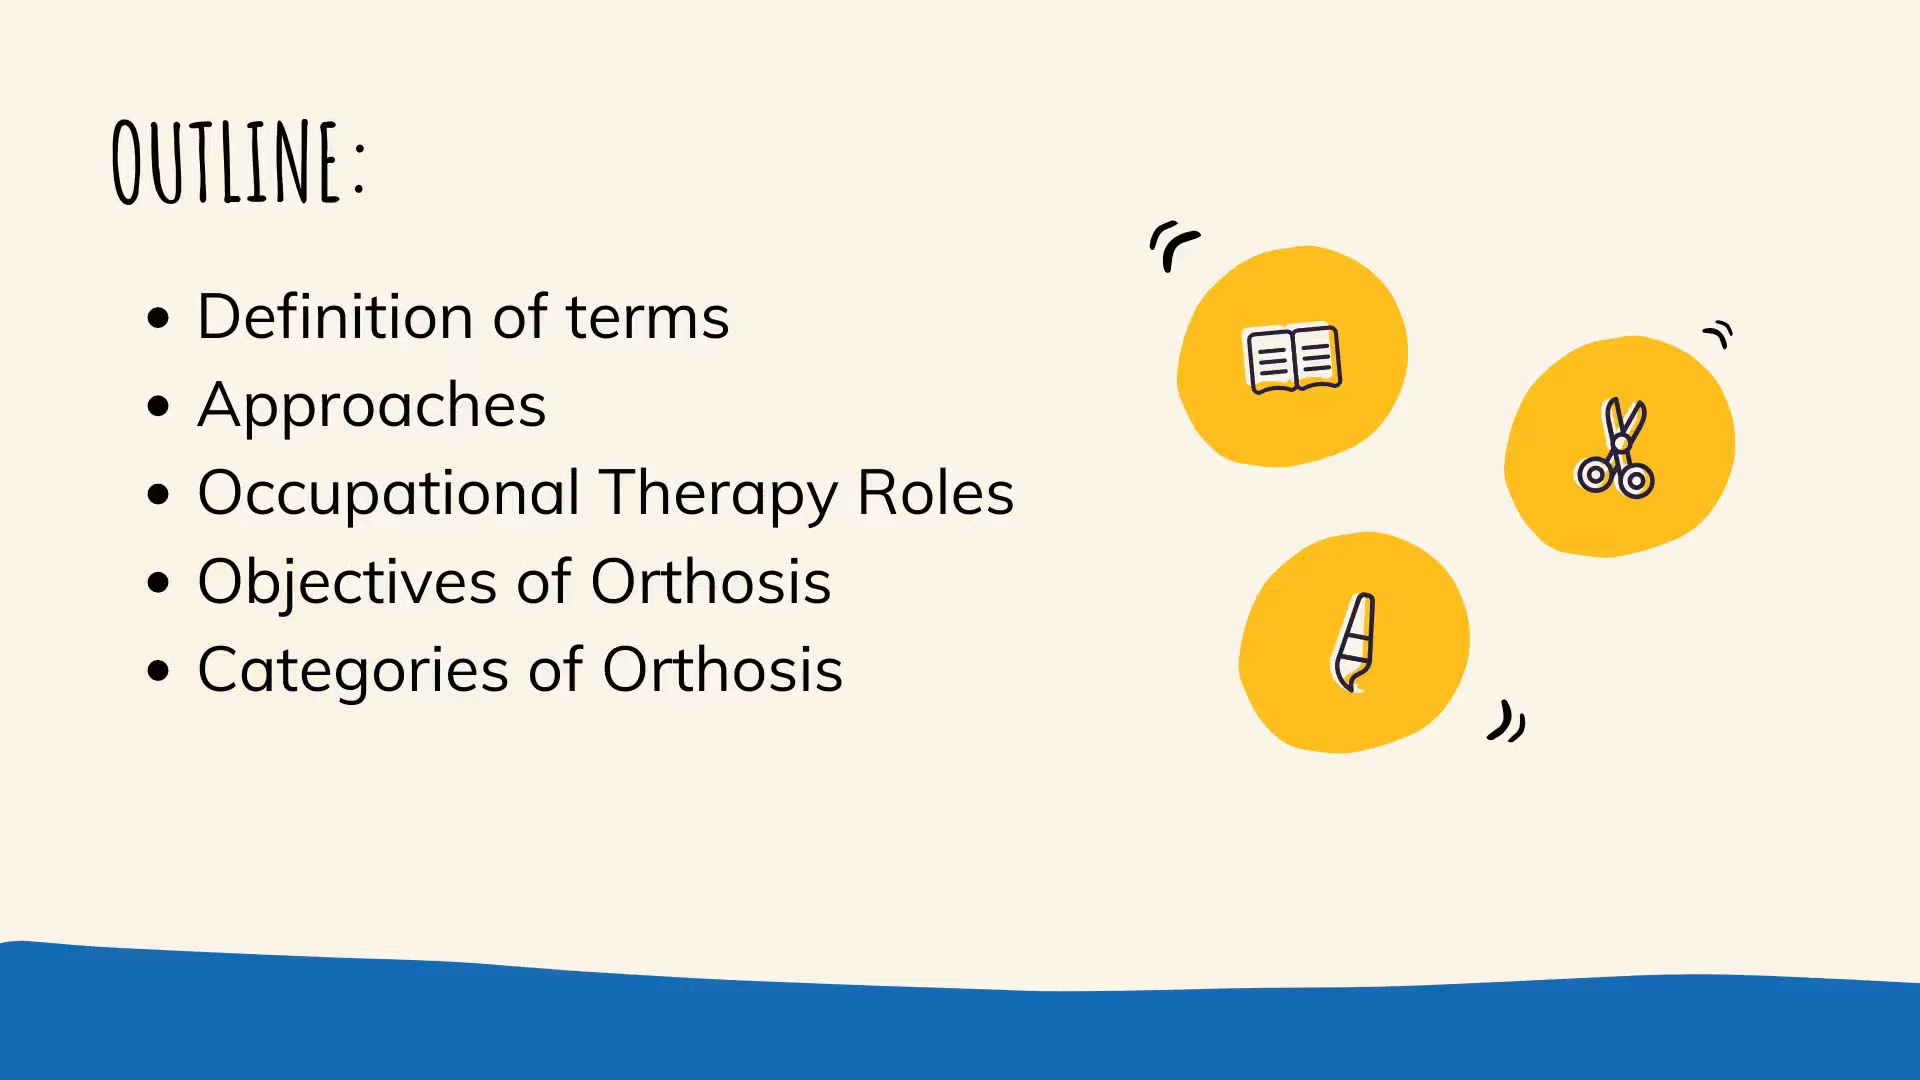 OUTLINE:
• Definition of terms
• Approaches
• Occupational Therapy Roles
• Objectives of Orthosis
• Categories of Orthosis